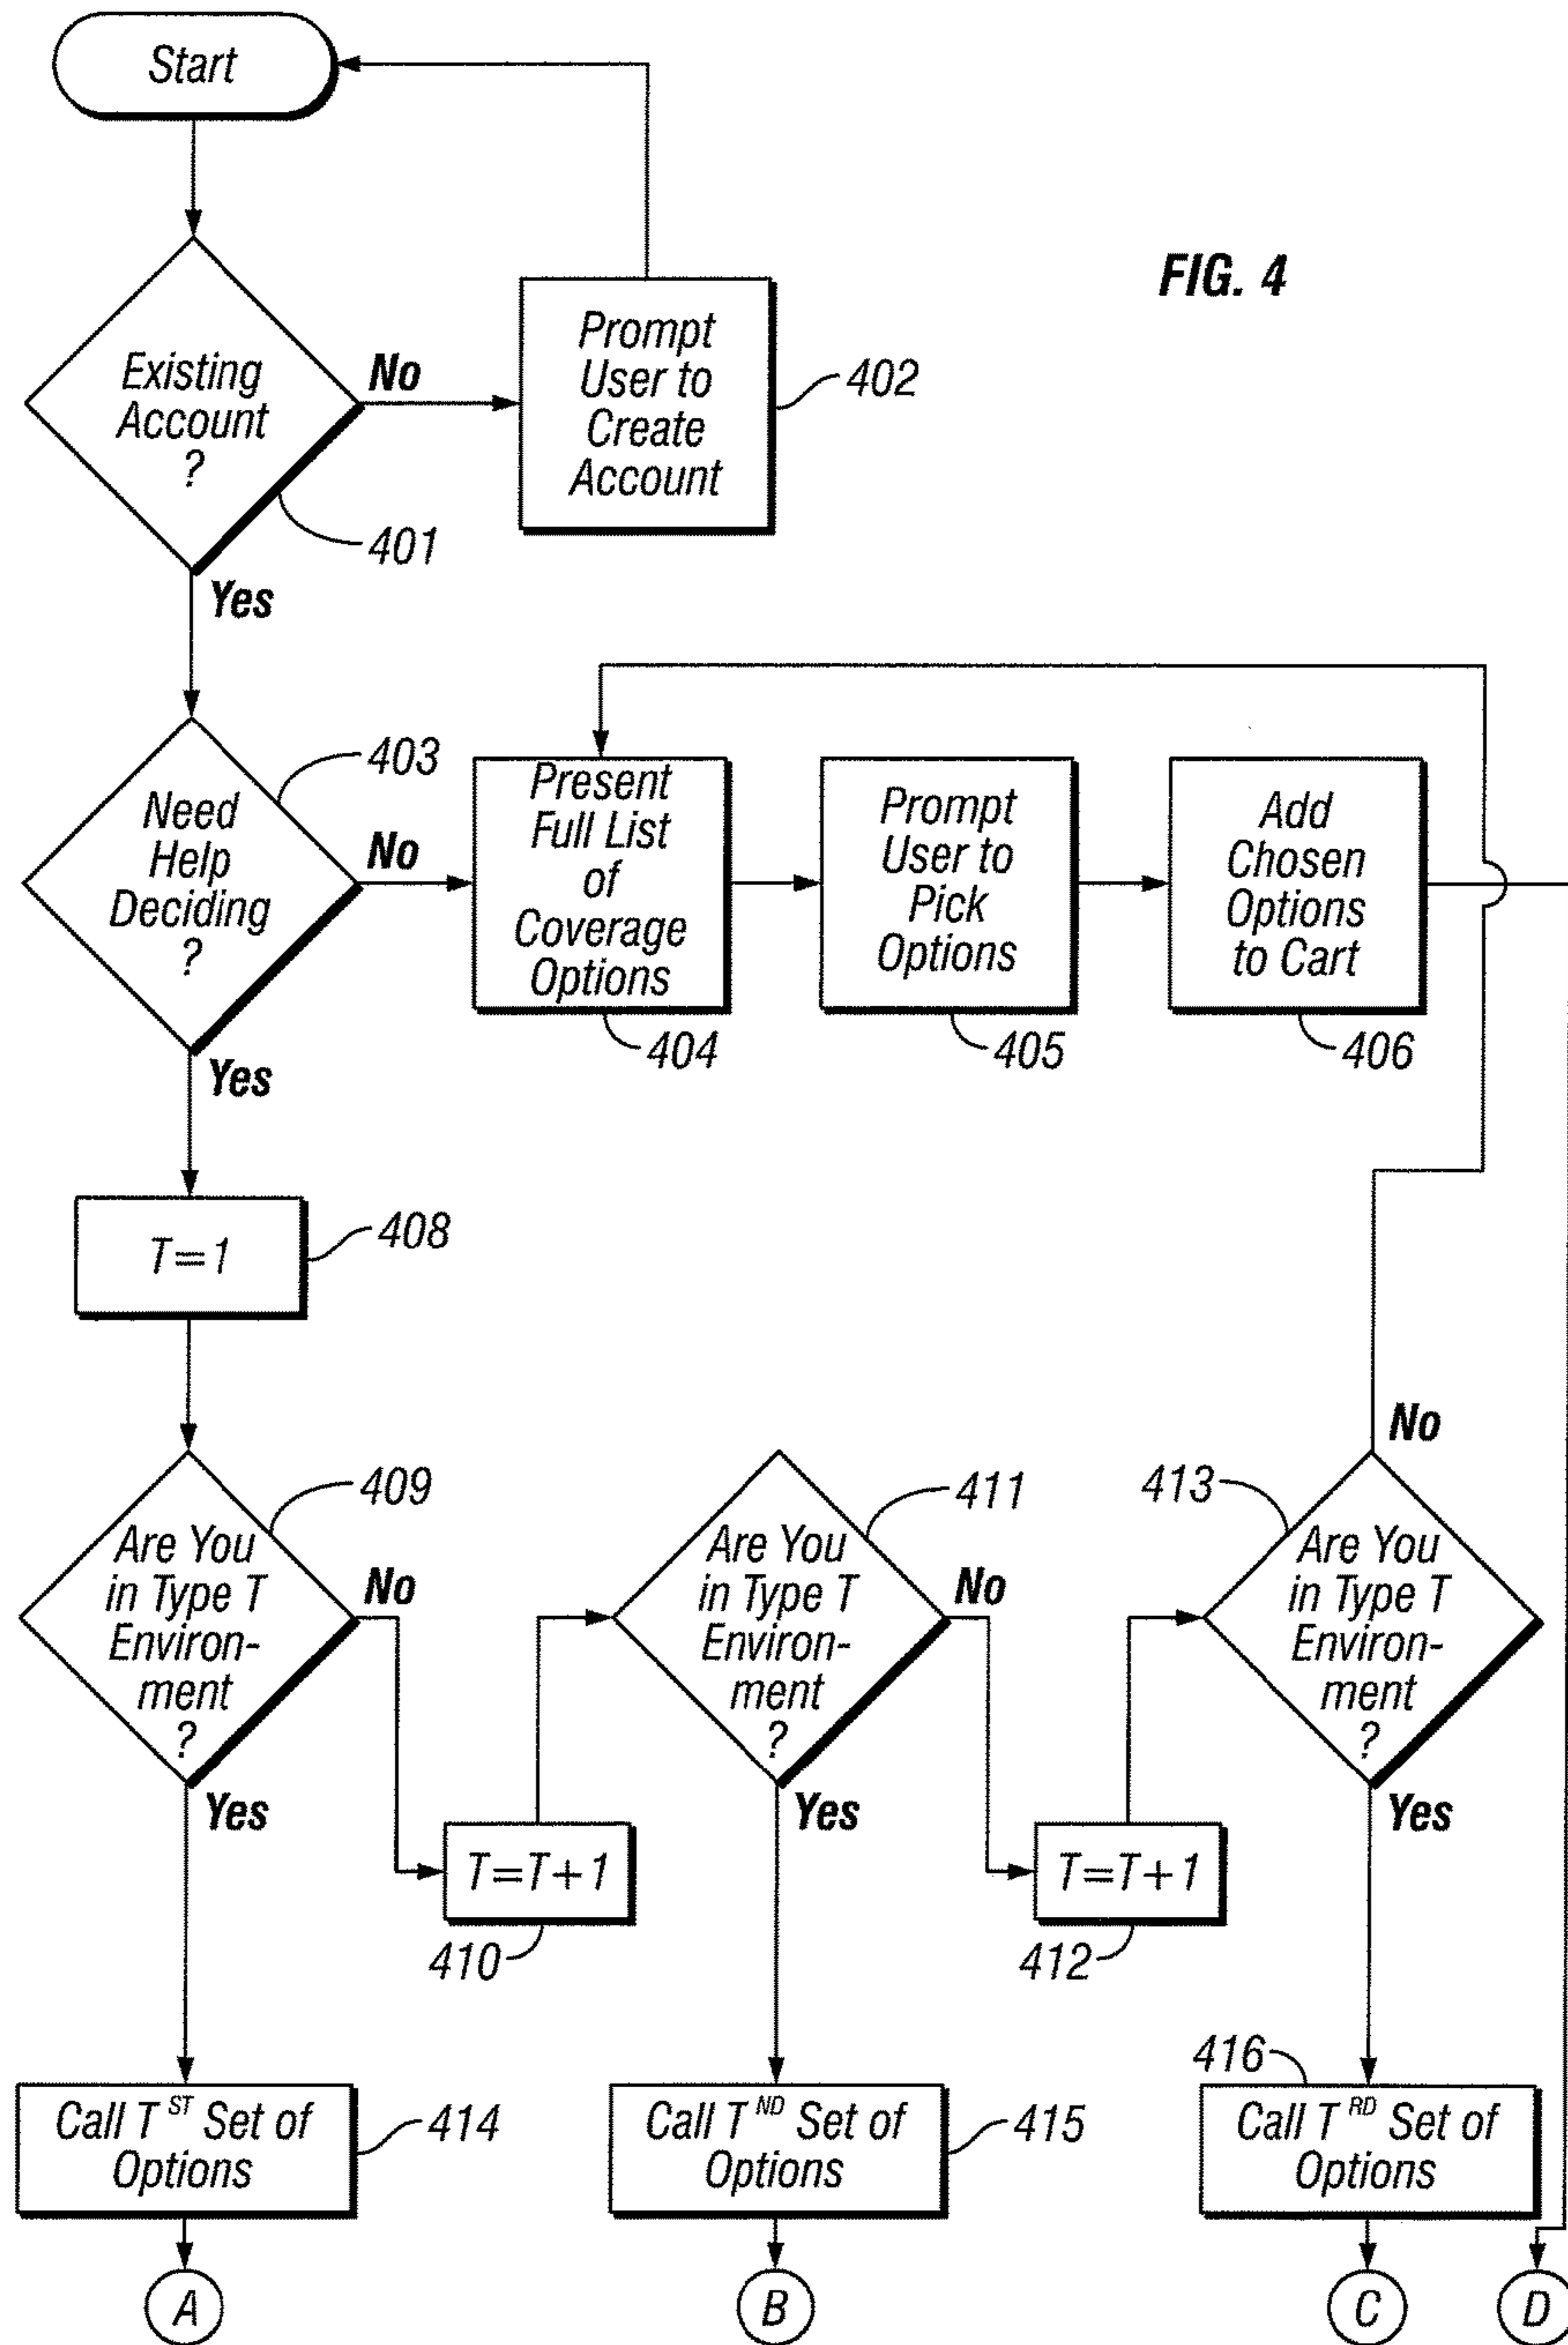 Start
FIG. 4
Existing
Account
?
No
Prompt
User to
Create
Account
402
401
Yes
403
Need
Help
Deciding
?
No
Present
Full List
of
Coverage
Options
Prompt
User to
Pick
Options
Add
Chosen
Options
to Cart
404
405
406
Yes
T=1
408
No
409
Are You
in Type T
Environ-
ment
?
No
411
Are You
in Type T
Environ-
ment
?
No
413
Are You
in Type T
Environ-
ment
?
Yes
T=T+1
410
Yes
T=T+1
412
Yes
Call T ST Set of
Options
414
Call T ND Set of
Options
415
416
Call T RD Set of
Options
A
B
C
D